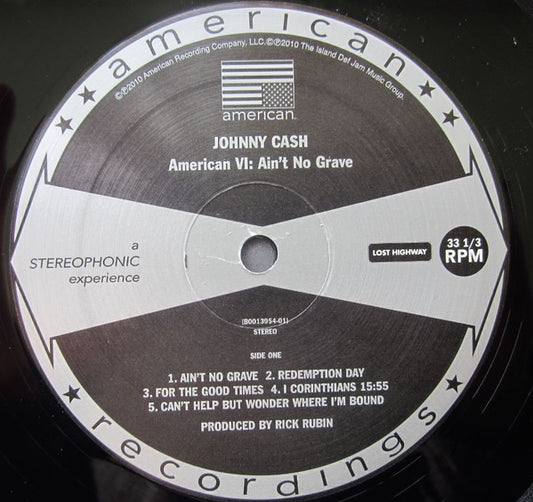 american
©℗2010 American Recording Company, LLC.©℗2010 The Island Def Jam Music Group.
american
JOHNNY CASH
American VI: Ain't No Grave
a
STEREOPHONIC
experience
LOST HIGHWAY
33 1/3
RPM
(B0013954-01)
STEREO
SIDE ONE
1. AIN'T NO GRAVE 2. REDEMPTION DAY
3. FOR THE GOOD TIMES 4. I CORINTHIANS 15:55
5. CAN'T HELP BUT WONDER WHERE I'M BOUND
PRODUCED BY RICK RUBIN
recordings